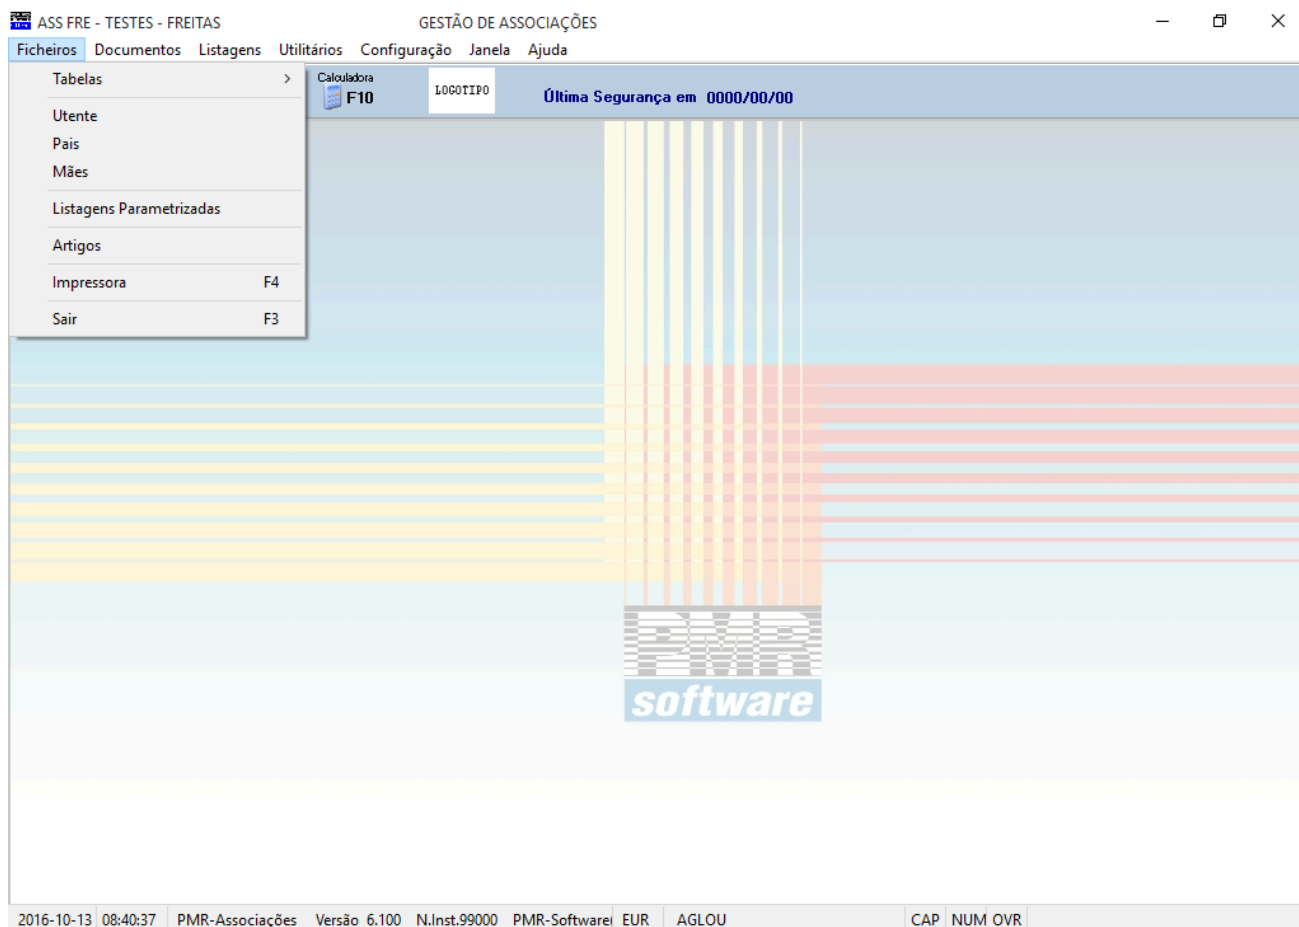 ASS FRE - TESTES - FREITAS GESTÃO DE ASSOCIAÇÕES
Ficheiros Documentos Listagens Utilitários Configuração Janela Ajuda
Tabelas
Calculadora
F10
LOGOTIPO
Última Segurança em 0000/00/00
Utente
Pais
Mães
Listagens Parametrizadas
Artigos
Impressora F4
Sair F3
PMR
software
2016-10-13 08:40:37 PMR-Associações Versão 6.100 N.Inst.99000 PMR-Software( EUR AGLOU CAP NUM OVR